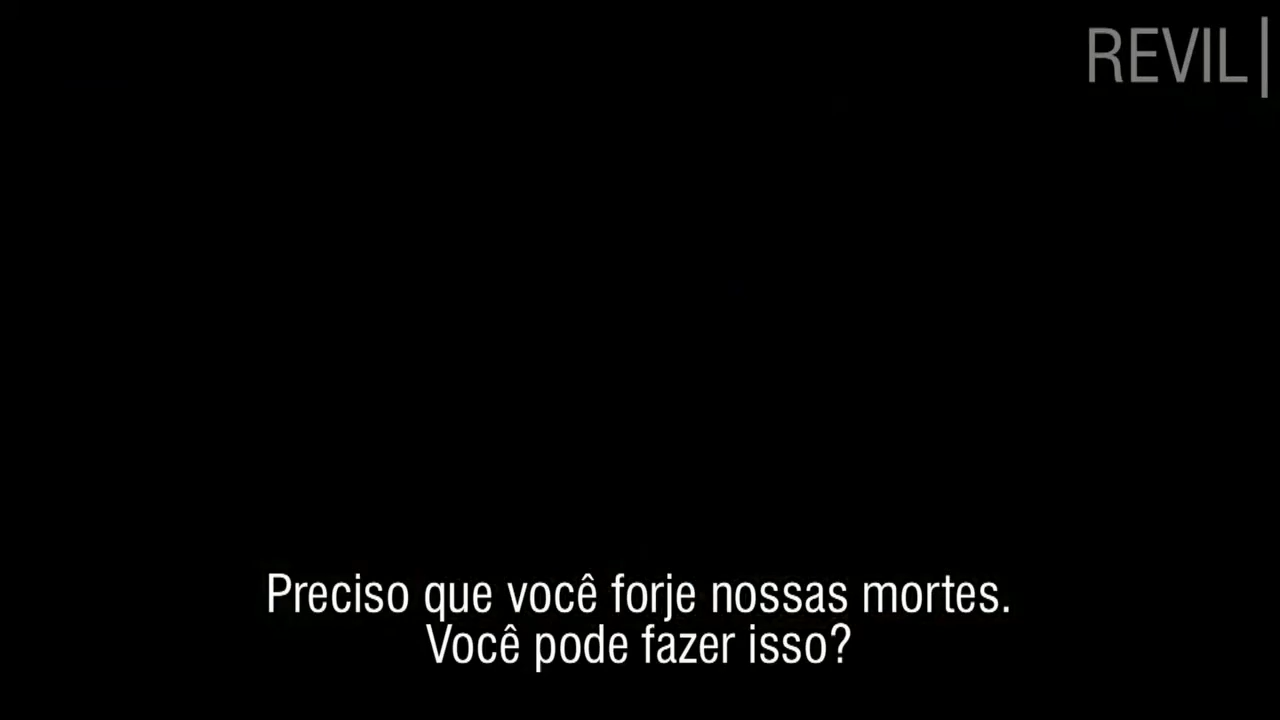 REVIL|
Preciso que você forje nossas mortes.
Você pode fazer isso?